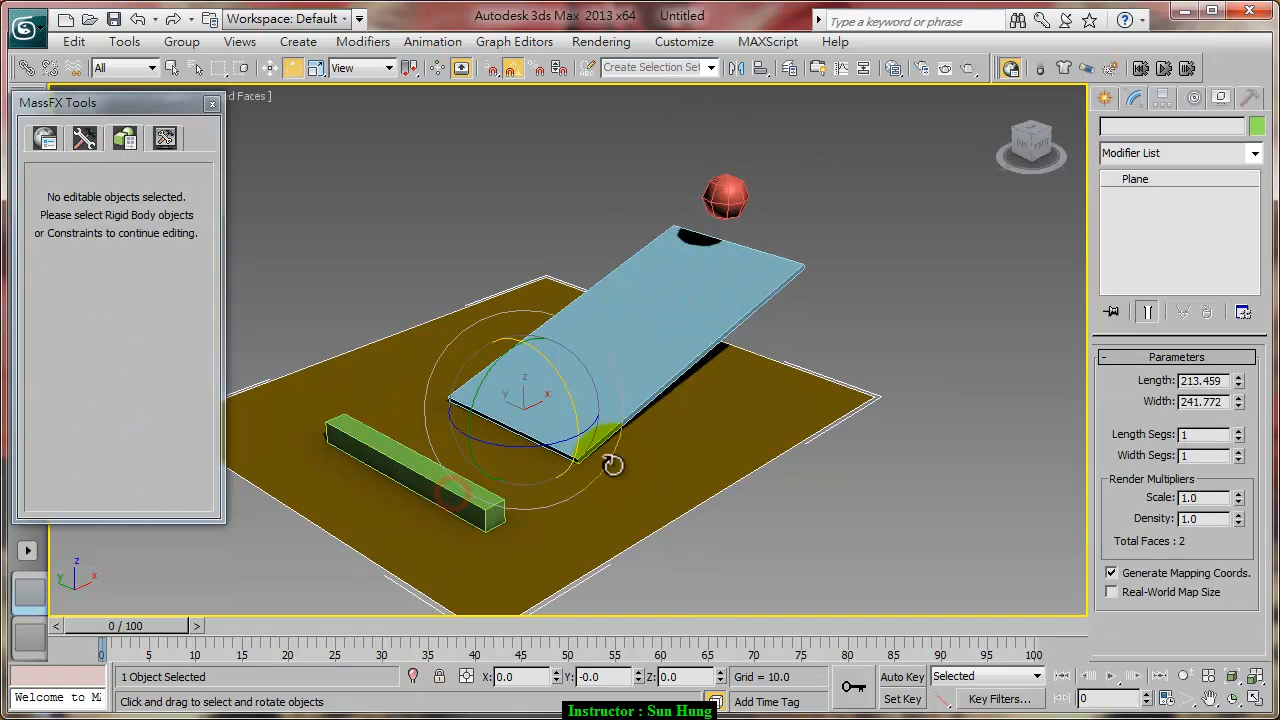 Workspace: Default
Autodesk 3ds Max 2013 x64 Untitled
Type a keyword or phrase
Edit Tools Group Views Create Modifiers Animation Graph Editors Rendering Customize MAXScript Help
All
View
Create Selection Set
MassFX Tools
ed Faces ]
No editable objects selected.
Please select Rigid Body objects
or Constraints to continue editing.
Modifier List
Plane
Parameters
Length: 213.459
Width: 241.772
Length Segs: 1
Width Segs: 1
Render Multipliers
Scale: 1.0
Density: 1.0
Total Faces : 2
Generate Mapping Coords.
Real-World Map Size
z
y
x
z
y
x
< 0 / 100 >
0 5 10 15 20 25 30 35 40 45 50 55 60 65 70 75 80 85 90 95 100
1 Object Selected
X: 0.0 Y: -0.0 Z: 0.0 Grid = 10.0
Auto Key
Selected
Welcome to MA
Click and drag to select and rotate objects
Add Time Tag
Set Key
Key Filters...
0
Instructor : Sun Hung